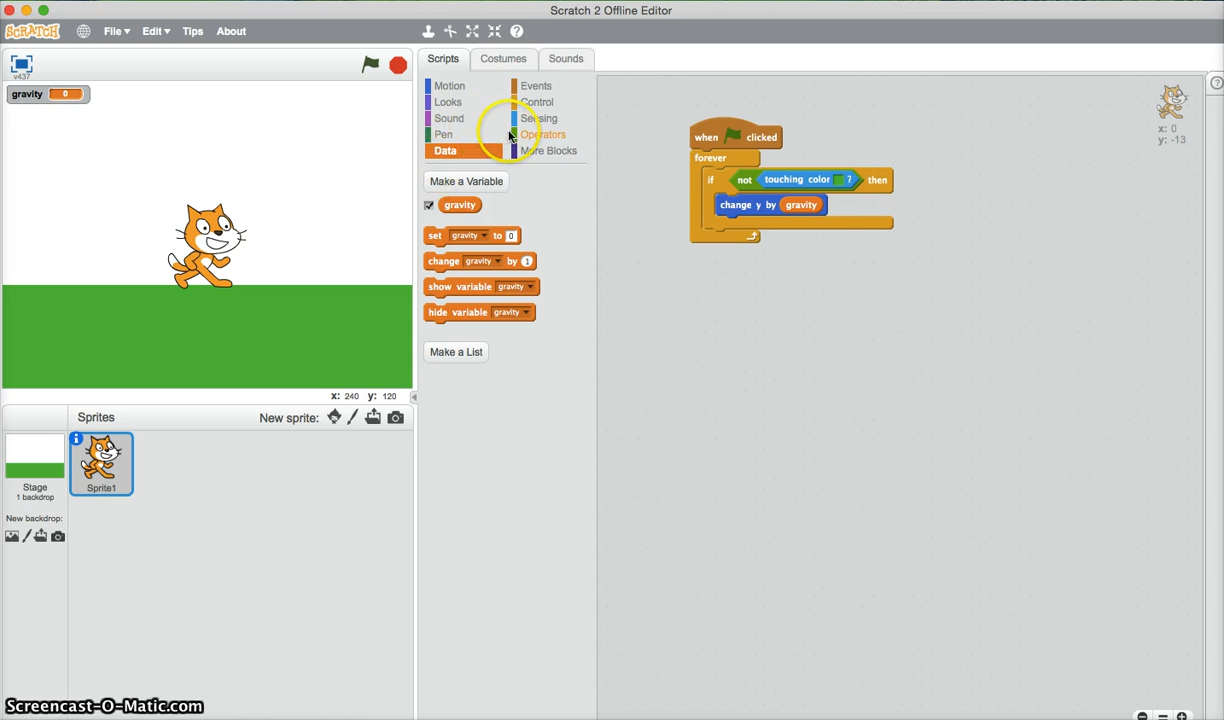 Scratch 2 Offline Editor
SCRATCH File Edit Tips About
v437
gravity 0
Scripts Costumes Sounds
Motion Events
Looks Control
Sound Sensing
Pen Operators
Data More Blocks
Make a Variable
gravity
set gravity to 0
change gravity by 1
show variable gravity
hide variable gravity
Make a List
when clicked
forever
if not touching color ? then
change y by gravity
x: 0
y: -13
x: 240 y: 120
Sprites New sprite:
Stage
1 backdrop
New backdrop:
Sprite1
Screencast-O-Matic.com